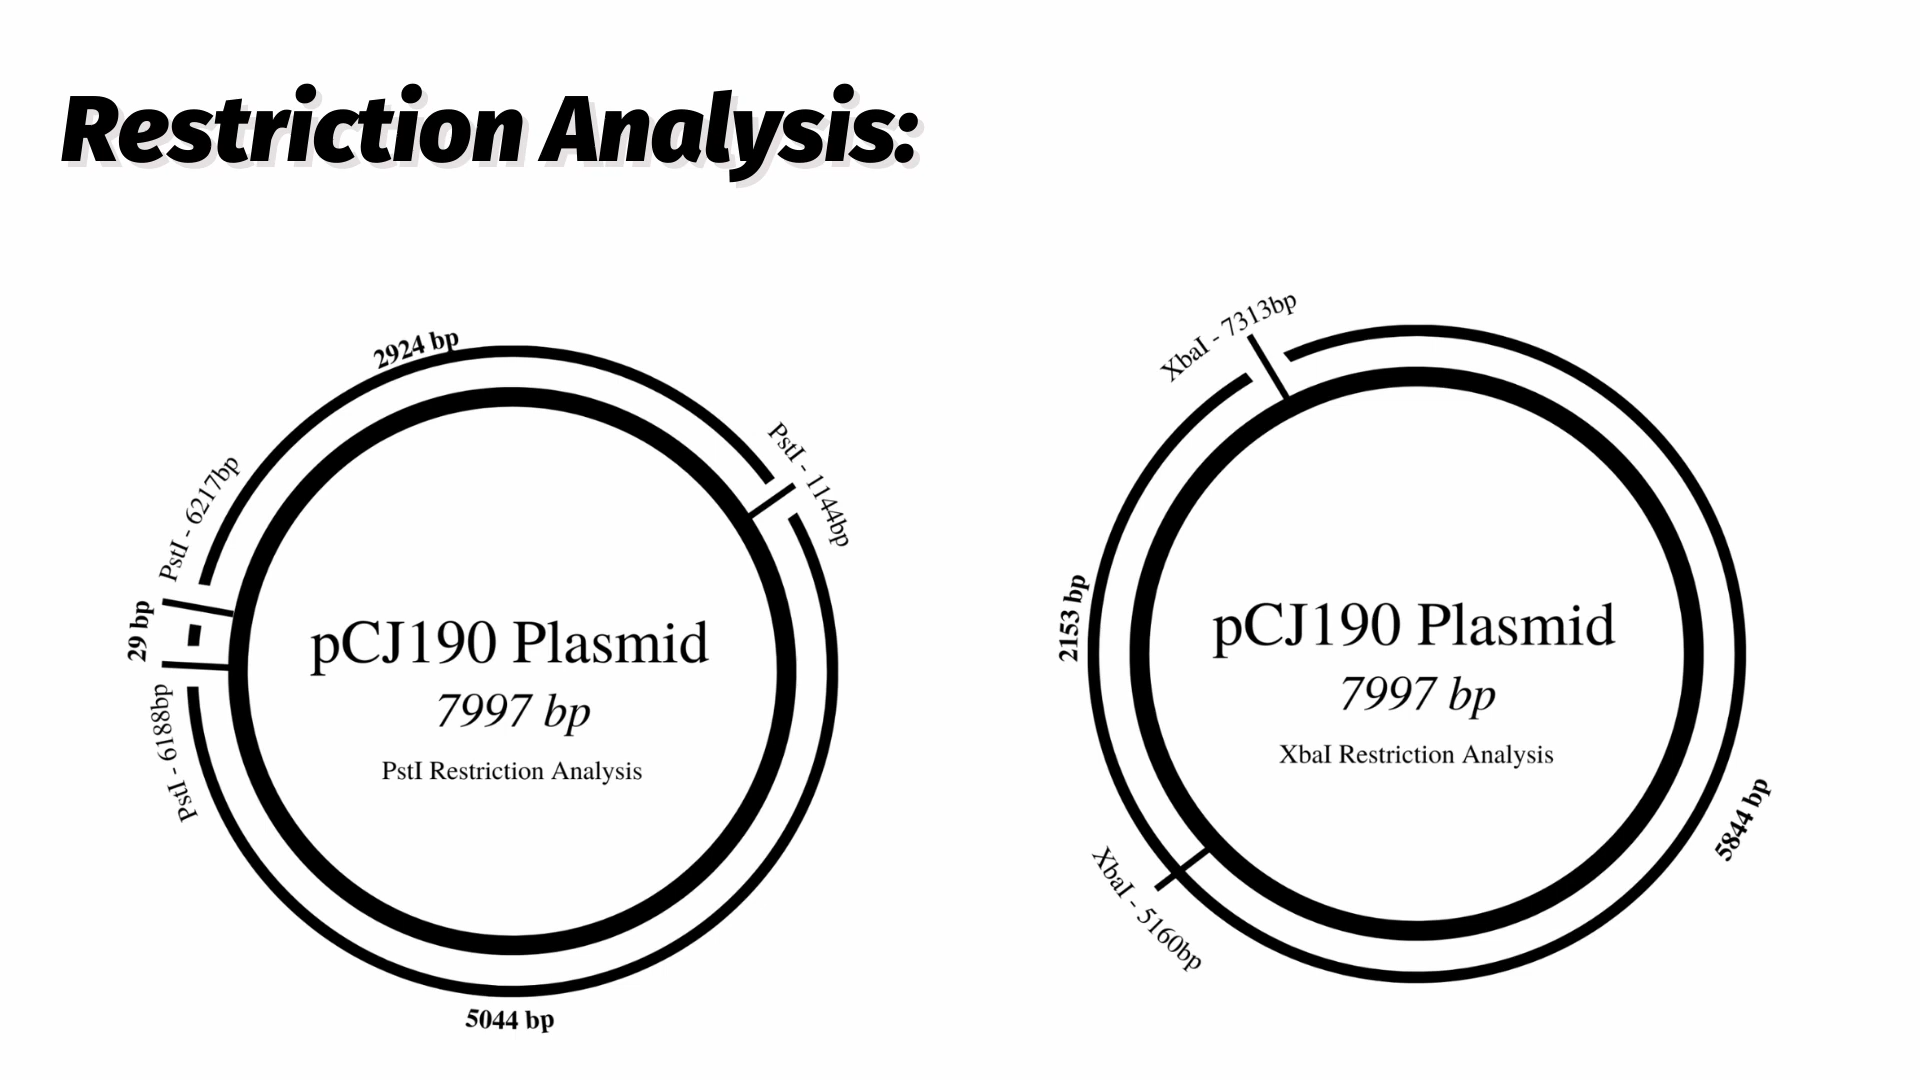 Restriction Analysis:
2924 bp
PstI - 1144bp
PstI - 6217bp
29 bp
PstI - 6188bp
pCJ190 Plasmid
7997 bp
PstI Restriction Analysis
5044 bp
XbaI - 7313bp
2153 bp
pCJ190 Plasmid
7997 bp
XbaI Restriction Analysis
5844 bp
XbaI - 5160bp